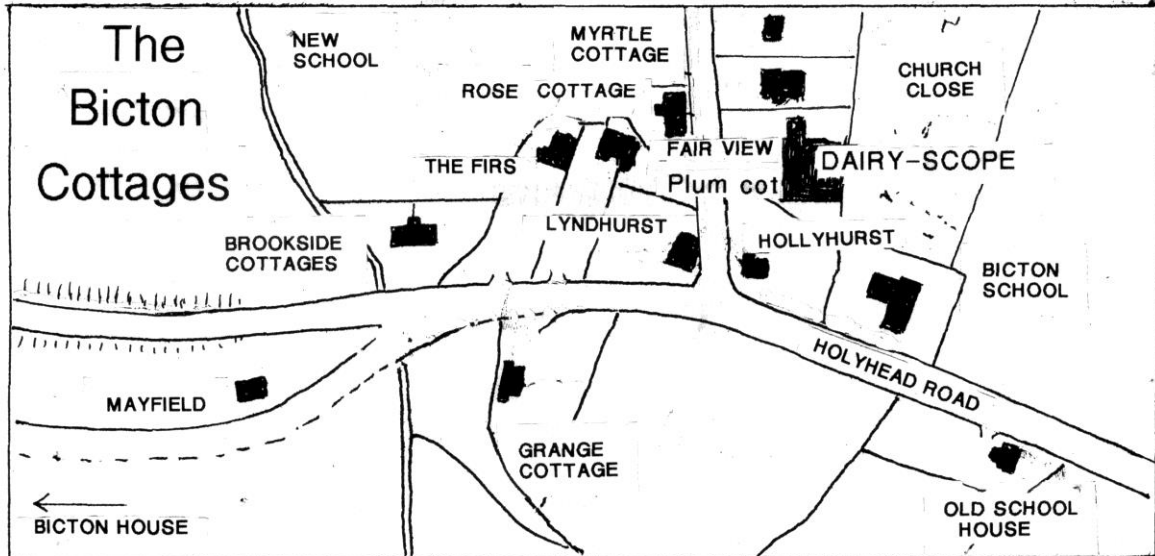 The
Bicton
Cottages
NEW
SCHOOL
MYRTLE
COTTAGE
ROSE COTTAGE
CHURCH
CLOSE
THE FIRS
FAIR VIEW
DAIRY-SCOPE
Plum cot
BROOKSIDE
COTTAGES
LYNDHURST
HOLLYHURST
BICTON
SCHOOL
HOLYHEAD ROAD
MAYFIELD
GRANGE
COTTAGE
BICTON HOUSE
OLD SCHOOL
HOUSE